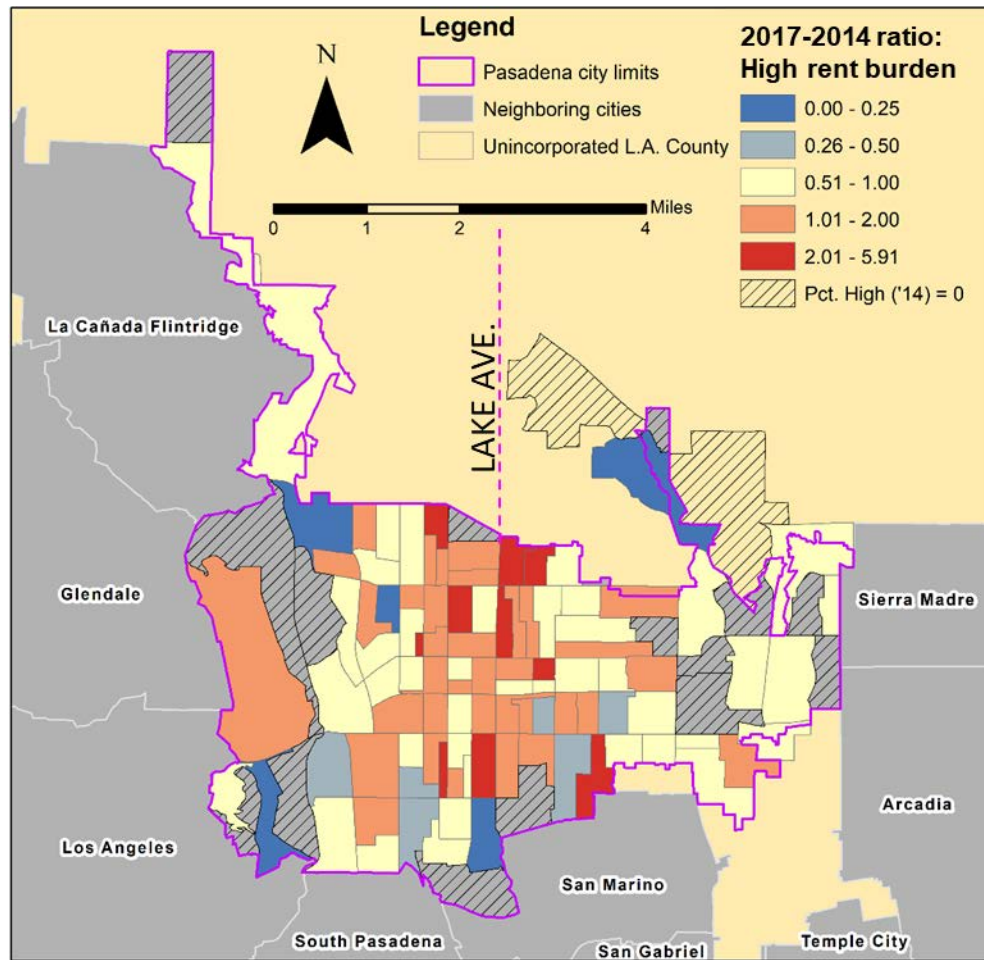 Legend
N
Pasadena city limits
Neighboring cities
Unincorporated L.A. County
2017-2014 ratio:
High rent burden
0.00 - 0.25
0.26 - 0.50
0.51 - 1.00
1.01 - 2.00
2.01 - 5.91
Pct. High ('14) = 0
Miles
0 1 2 4
LAKE AVE.
La Cañada Flintridge
Glendale
Sierra Madre
Arcadia
Los Angeles
San Marino
South Pasadena
San Gabriel
Temple City